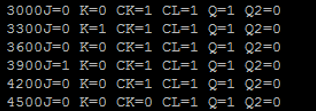 3000J=0 K=0 CK=1 CL=1 Q=1 Q2=0
3300J=0 K=1 CK=1 CL=1 Q=1 Q2=0
3600J=0 K=0 CK=1 CL=1 Q=1 Q2=0
3900J=1 K=0 CK=1 CL=1 Q=1 Q2=0
4200J=0 K=0 CK=1 CL=1 Q=1 Q2=0
4500J=0 K=0 CK=0 CL=1 Q=1 Q2=0